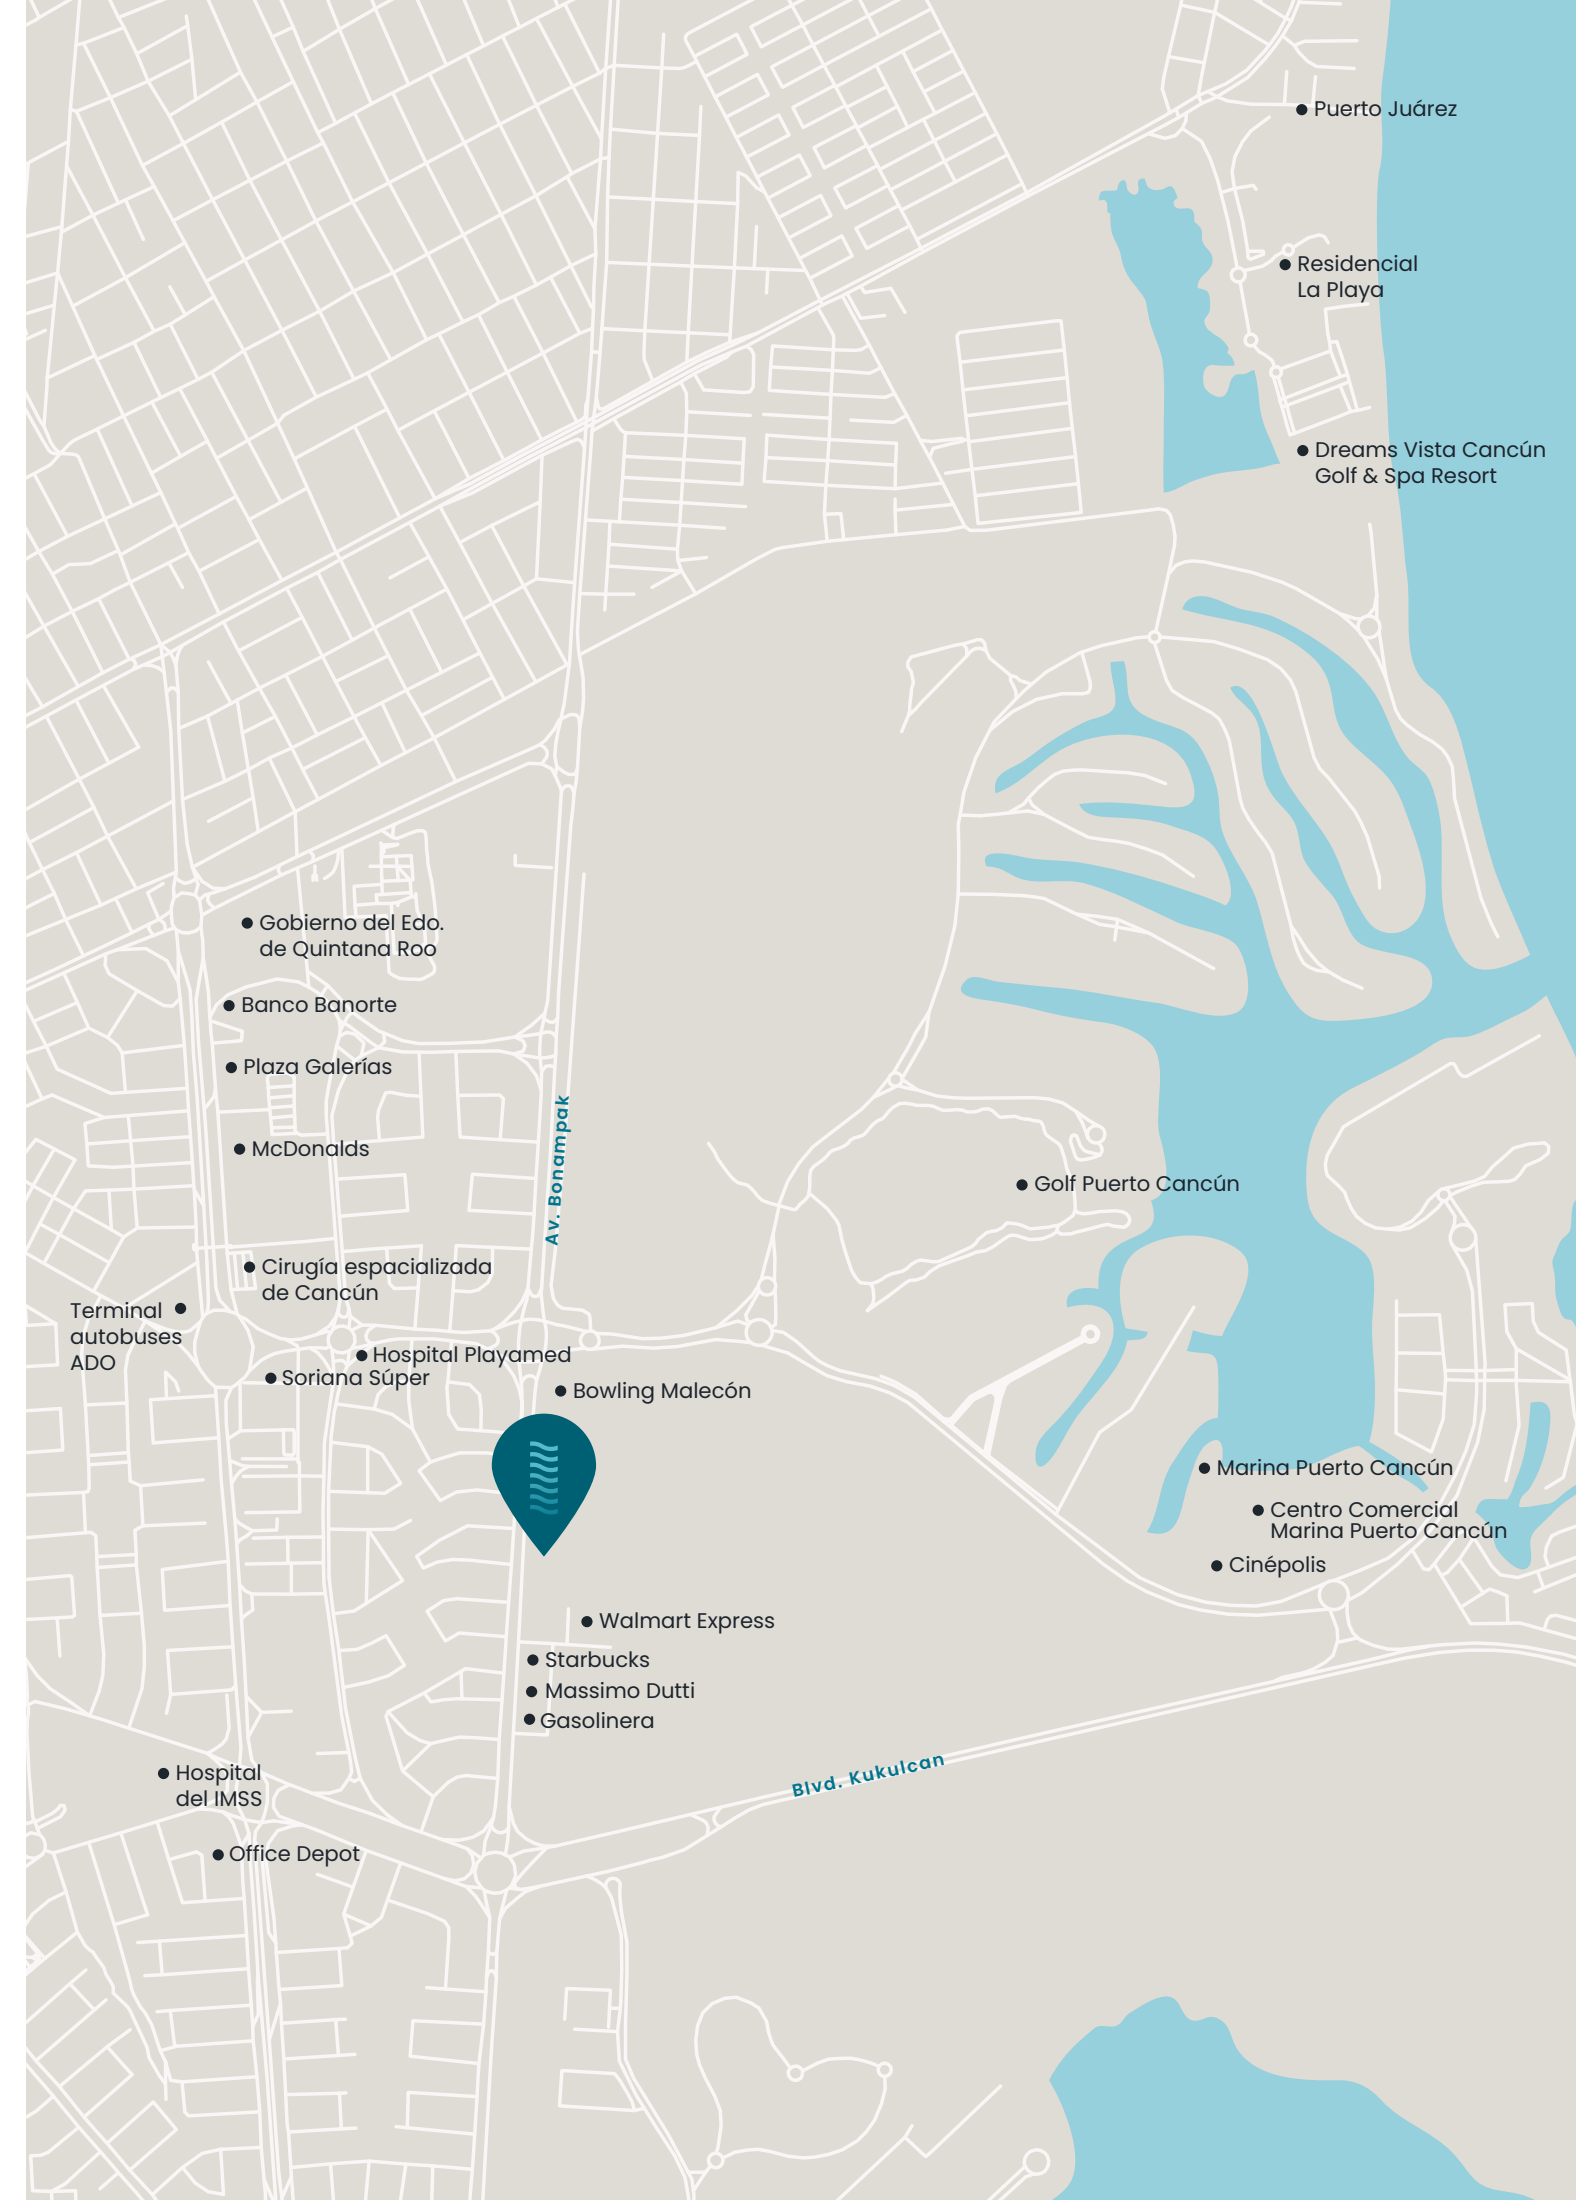 Puerto Juárez
Residencial
La Playa
Dreams Vista Cancún
Golf & Spa Resort
Gobierno del Edo.
de Quintana Roo
Banco Banorte
Plaza Galerías
Av. Bonampak
McDonalds
Golf Puerto Cancún
Cirugía espacializada
de Cancún
Terminal
autobuses
ADO
Hospital Playamed
Soriana Súper
Bowling Malecón
Marina Puerto Cancún
Centro Comercial
Marina Puerto Cancún
Cinépolis
Walmart Express
Starbucks
Massimo Dutti
Gasolinera
Blvd. Kukulcan
Hospital
del IMSS
Office Depot